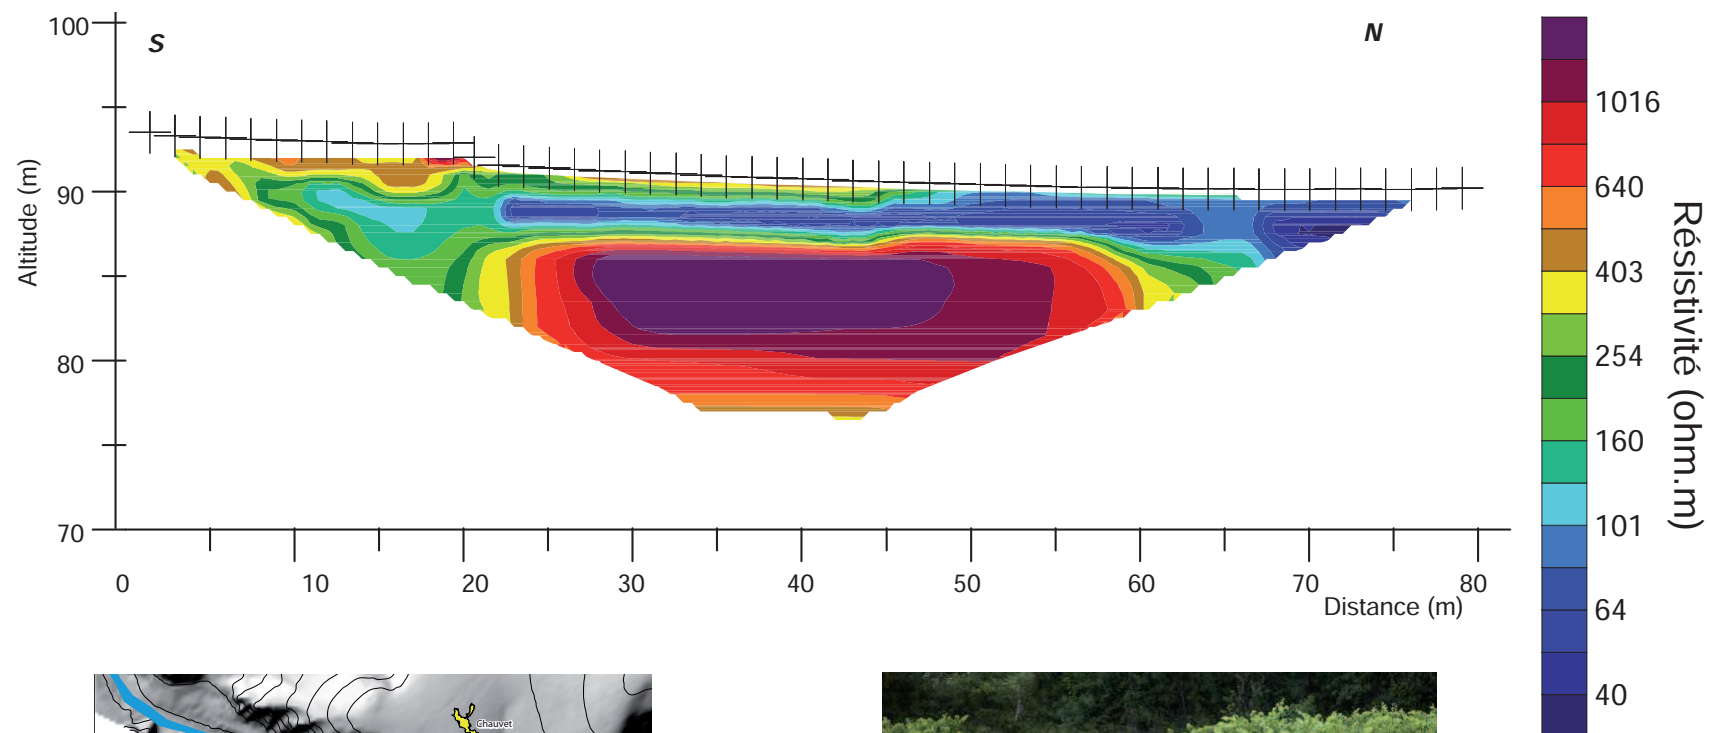 S
N
Altitude (m)
100
90
80
70
0 10 20 30 40 50 60 70 80
Distance (m)
1016
640
403
254
160
101
64
40
Résistivité (ohm.m)
Chauvet